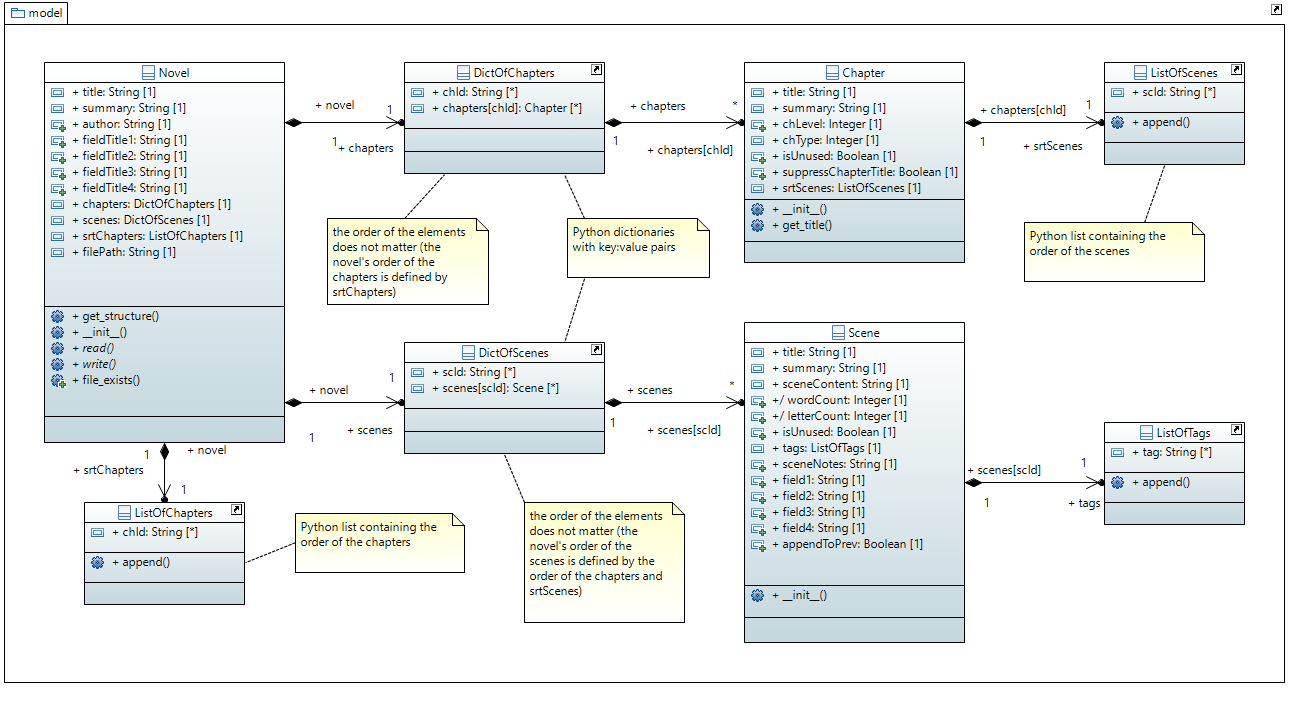 model
Novel
+ title: String [1]
+ summary: String [1]
+ author: String [1]
+ fieldTitle1: String [1]
+ fieldTitle2: String [1]
+ fieldTitle3: String [1]
+ fieldTitle4: String [1]
+ chapters: DictOfChapters [1]
+ scenes: DictOfScenes [1]
+ srtChapters: ListOfChapters [1]
+ filePath: String [1]
+ get_structure()
+ __init__()
+ read()
+ write()
+ file_exists()
+ novel
1
1
+ chapters
DictOfChapters
+ chId: String [*]
+ chapters[chId]: Chapter [*]
+ chapters
*
1
+ chapters[chId]
Chapter
+ title: String [1]
+ summary: String [1]
+ chLevel: Integer [1]
+ chType: Integer [1]
+ isUnused: Boolean [1]
+ suppressChapterTitle: Boolean [1]
+ srtScenes: ListOfScenes [1]
+ __init__()
+ get_title()
+ chapters[chId]
1
1
+ srtScenes
ListOfScenes
+ scId: String [*]
+ append()
the order of the elements
does not matter (the
novel's order of the
chapters is defined by
srtChapters)
Python dictionaries
with key:value pairs
Python list containing the
order of the scenes
+ novel
1
1
+ scenes
DictOfScenes
+ scId: String [*]
+ scenes[scId]: Scene [*]
+ scenes
*
1
+ scenes[scId]
Scene
+ title: String [1]
+ summary: String [1]
+ sceneContent: String [1]
+/ wordCount: Integer [1]
+/ letterCount: Integer [1]
+ isUnused: Boolean [1]
+ tags: ListOfTags [1]
+ sceneNotes: String [1]
+ field1: String [1]
+ field2: String [1]
+ field3: String [1]
+ field4: String [1]
+ appendToPrev: Boolean [1]
+ __init__()
+ scenes[scId]
1
1
+ tags
ListOfTags
+ tag: String [*]
+ append()
1
+ novel
+ srtChapters
1
ListOfChapters
+ chId: String [*]
+ append()
Python list containing the
order of the chapters
the order of the elements
does not matter (the
novel's order of the
scenes is defined by the
order of the chapters and
srtScenes)